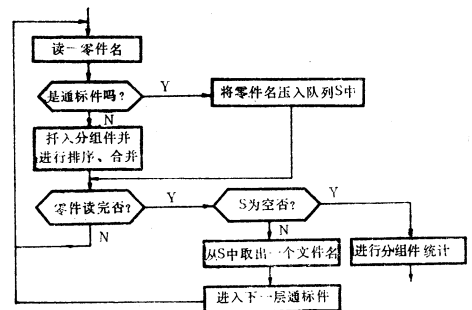 读一零件名
是通标件吗?
Y
将零件名压入队列S中
N
扦入分组件并
进行排序、合并
零件读完否?
Y
S为空否?
Y
N
N
从S中取出一个文件名
进行分组件统计
进入下一层通标件